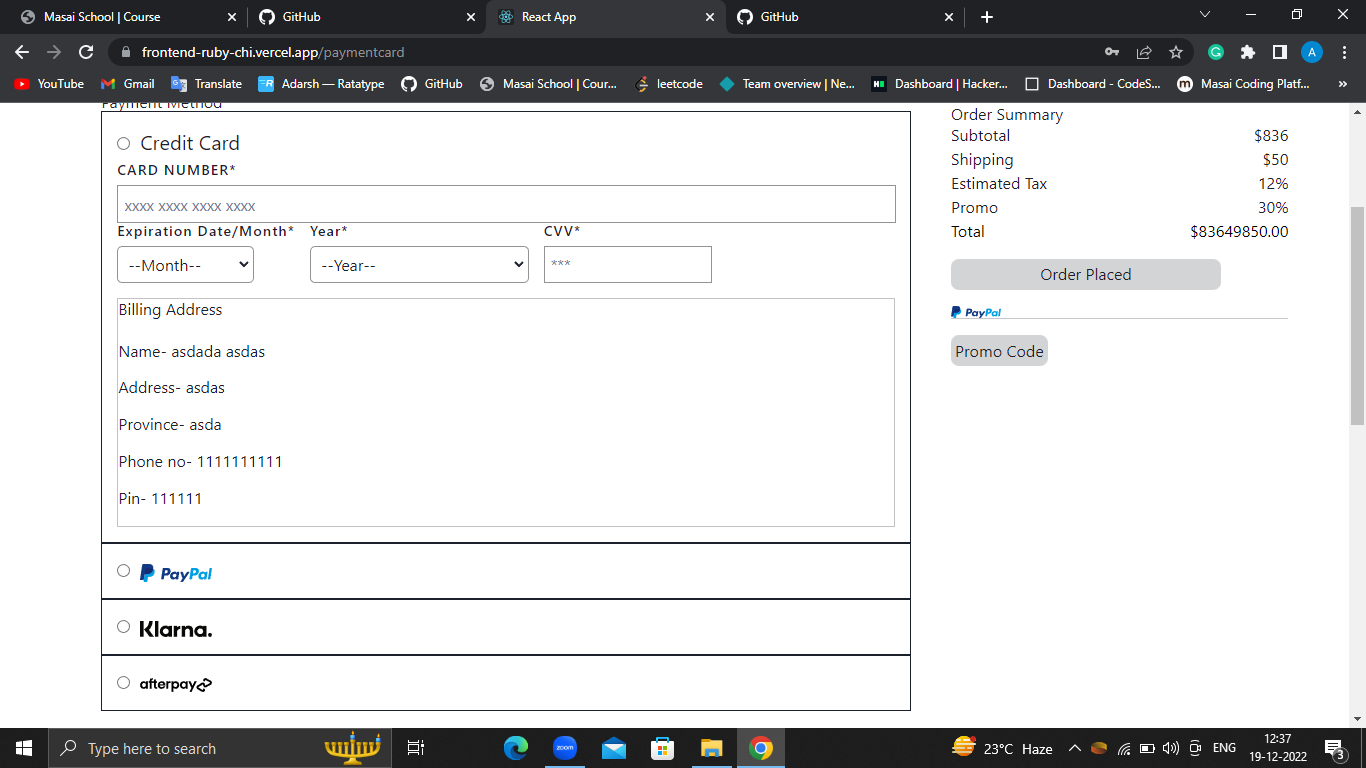 Masai School | Course
GitHub
React App
GitHub
frontend-ruby-chi.vercel.app/paymentcard
A
YouTube
Gmail
Translate
Adarsh — Ratatype
GitHub
Masai School | Cour...
leetcode
Team overview | Ne...
Dashboard | Hacker...
Dashboard - CodeS...
Masai Coding Platf...
»
Payment Method
Credit Card
CARD NUMBER*
xxxx xxxx xxxx xxxx
Expiration Date/Month* Year* CVV*
--Month-- --Year-- ***
Billing Address
Name- asdada asdas
Address- asdas
Province- asda
Phone no- 1111111111
Pin- 111111
PayPal
Klarna.
afterpay
Order Summary
Subtotal $836
Shipping $50
Estimated Tax 12%
Promo 30%
Total $83649850.00
Order Placed
PayPal
Promo Code
Type here to search
zoom
23°C Haze
ENG
12:37
19-12-2022
3